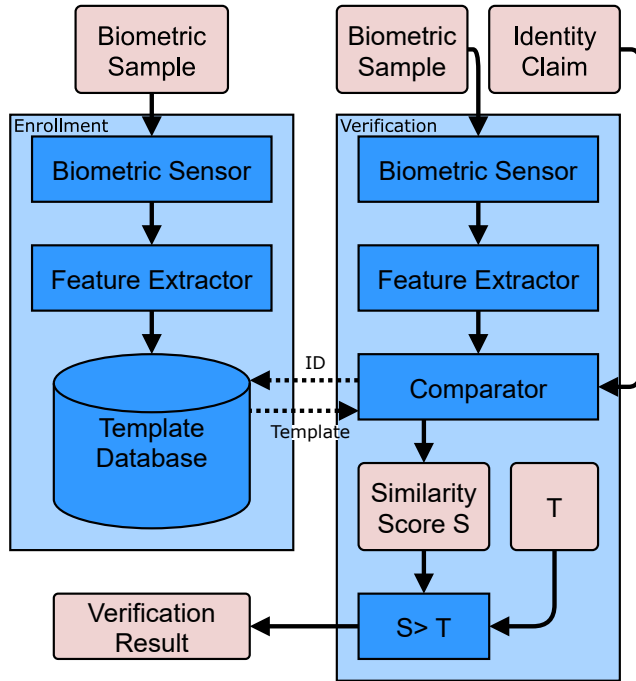 Biometric
Sample
Biometric
Sample
Identity
Claim
Enrollment
Verification
Biometric Sensor
Biometric Sensor
Feature Extractor
Feature Extractor
ID
Comparator
Template
Template
Database
Similarity
Score S
T
Verification
Result
S> T